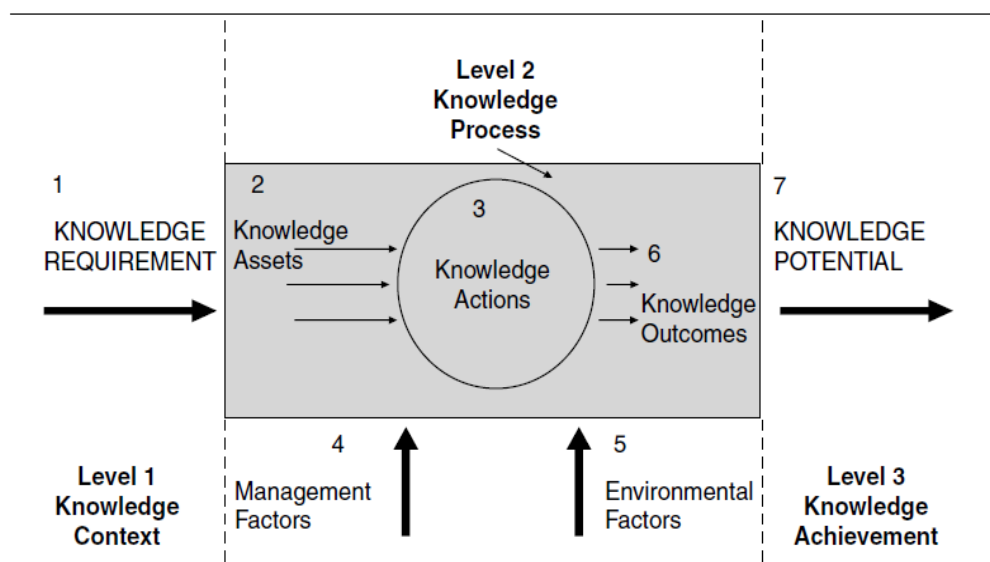 Level 2
Knowledge
Process
1
KNOWLEDGE
REQUIREMENT
2
Knowledge
Assets
3
Knowledge
Actions
6
Knowledge
Outcomes
7
KNOWLEDGE
POTENTIAL
Level 1
Knowledge
Context
4
Management
Factors
5
Environmental
Factors
Level 3
Knowledge
Achievement